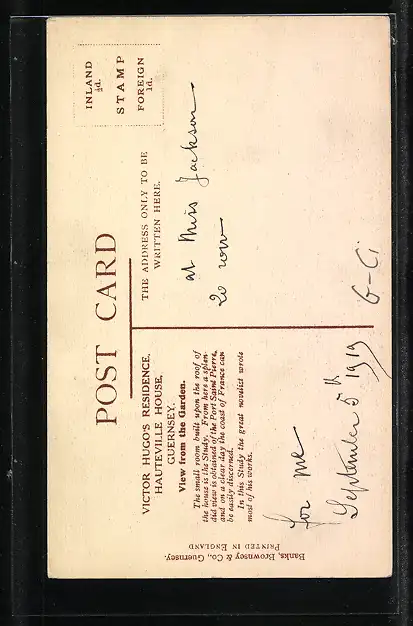 POST CARD
VICTOR HUGO'S RESIDENCE,
HAUTEVILLE HOUSE,
GUERNSEY.
View from the Garden.
The small room built upon the roof of
the house is the Study. From here a splen-
did view is obtained of the Port Saint Pierre,
and on a clear day the coast of France can
be easily discerned.
In this Study the great novelist wrote
most of his works.
for me
September 5th 1919
THE ADDRESS ONLY TO BE
WRITTEN HERE.
INLAND
½d.
STAMP
FOREIGN
1d.
at Miss Jackson
20 row
G-Ci
Banks, Brownsey & Co., Guernsey.
PRINTED IN ENGLAND